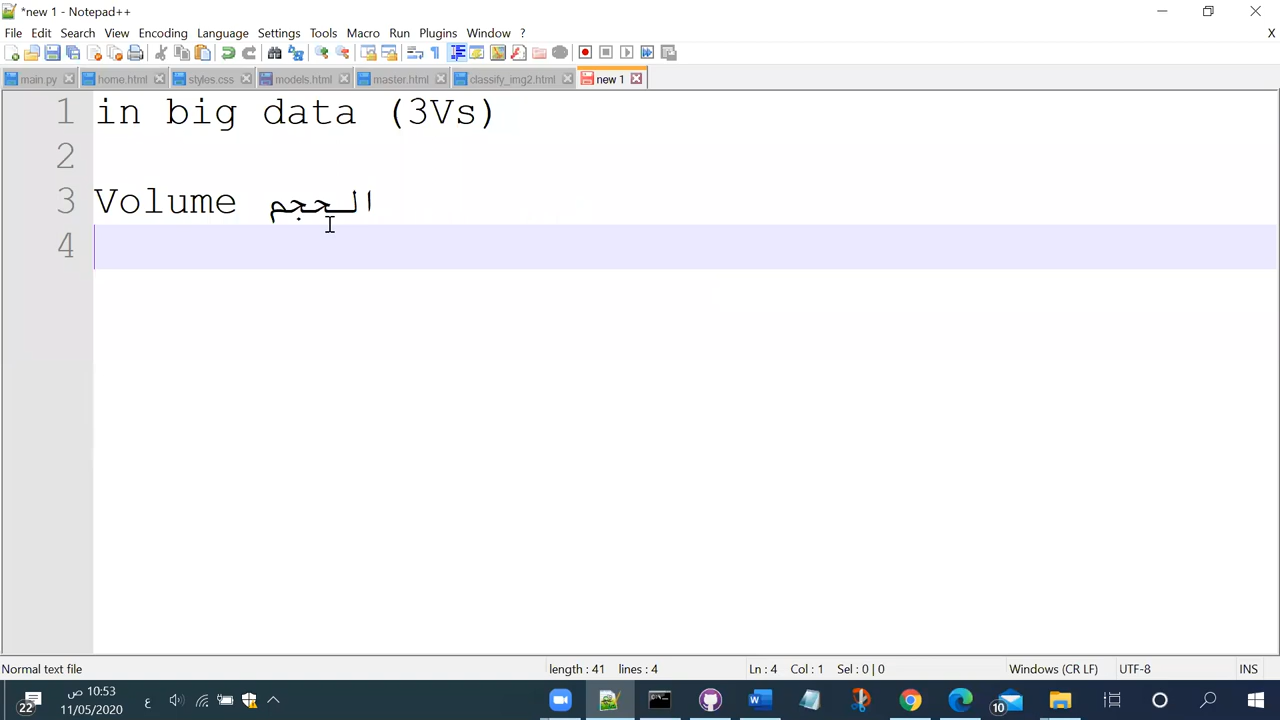 *new 1 - Notepad++
File Edit Search View Encoding Language Settings Tools Macro Run Plugins Window ? X
main.py home.html styles.css models.html master.html classify_img2.html new 1
1 in big data (3Vs)
2
3 Volume الحجم
4
Normal text file length : 41 lines : 4 Ln : 4 Col : 1 Sel : 0 | 0 Windows (CR LF) UTF-8 INS
22 10:53 ص ع 10
11/05/2020